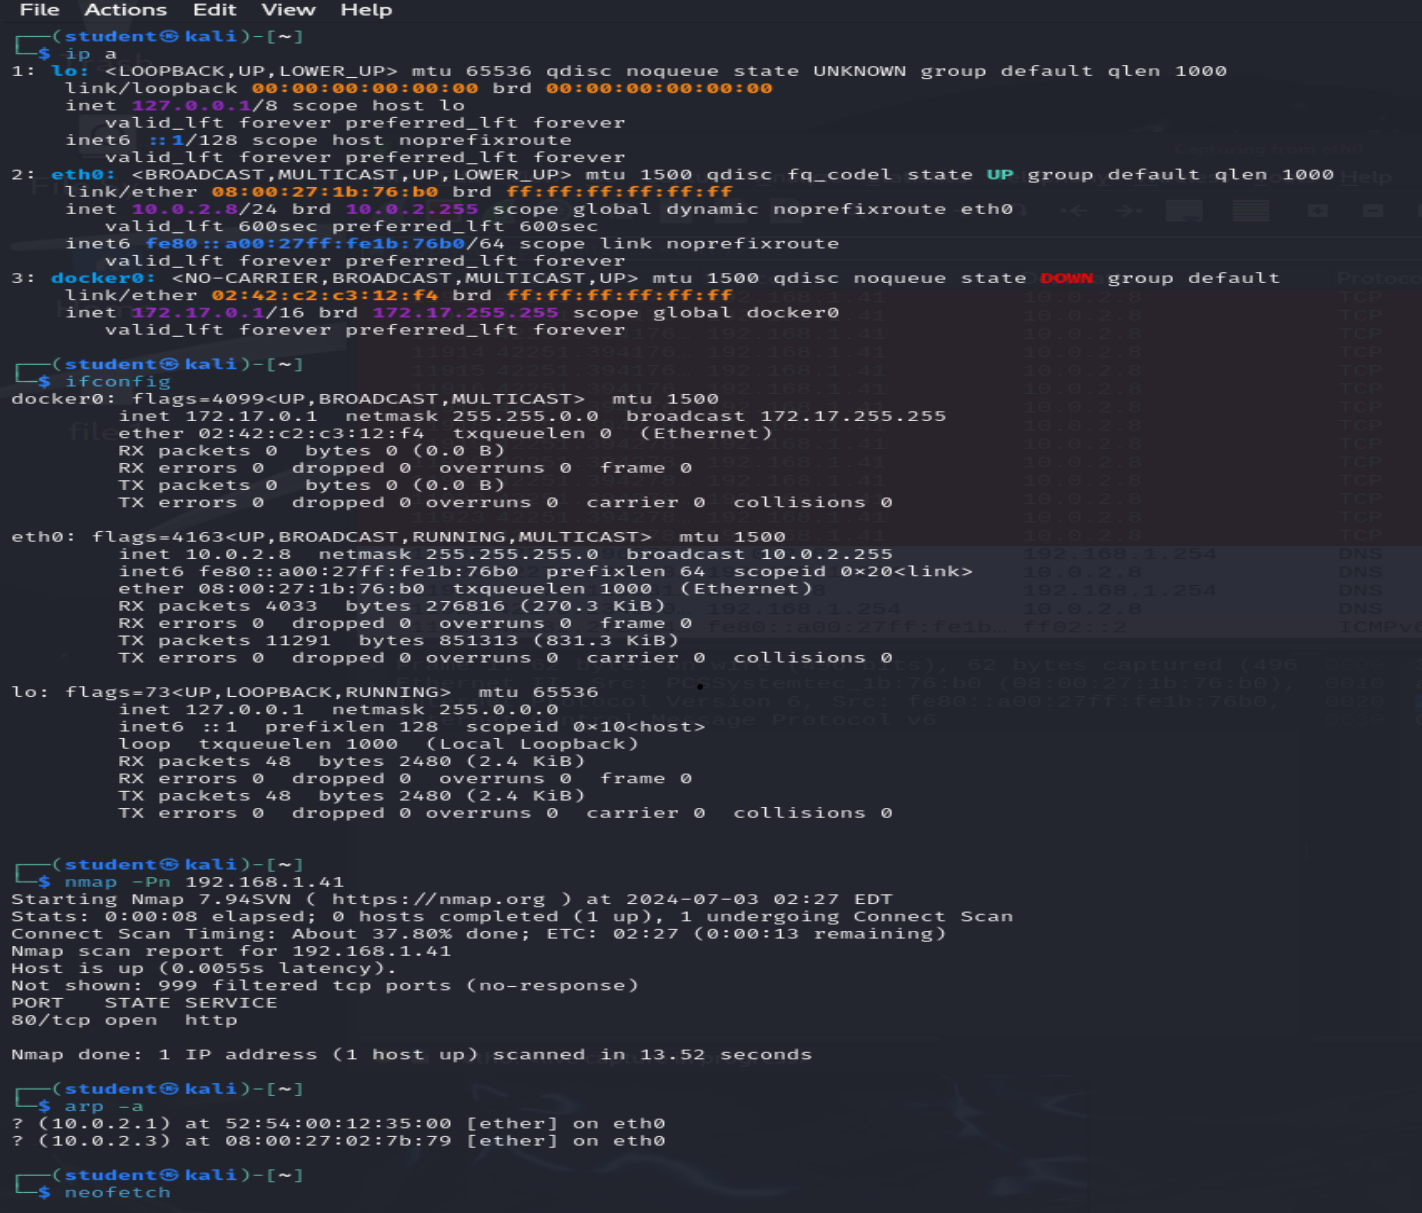 File Actions Edit View Help
┌──(student㉿kali)-[~]
└─$ ip a
1: lo: <LOOPBACK,UP,LOWER_UP> mtu 65536 qdisc noqueue state UNKNOWN group default qlen 1000
    link/loopback 00:00:00:00:00:00 brd 00:00:00:00:00:00
    inet 127.0.0.1/8 scope host lo
       valid_lft forever preferred_lft forever
    inet6 ::1/128 scope host noprefixroute
       valid_lft forever preferred_lft forever
2: eth0: <BROADCAST,MULTICAST,UP,LOWER_UP> mtu 1500 qdisc fq_codel state UP group default qlen 1000
    link/ether 08:00:27:1b:76:b0 brd ff:ff:ff:ff:ff:ff
    inet 10.0.2.8/24 brd 10.0.2.255 scope global dynamic noprefixroute eth0
       valid_lft 600sec preferred_lft 600sec
    inet6 fe80::a00:27ff:fe1b:76b0/64 scope link noprefixroute
       valid_lft forever preferred_lft forever
3: docker0: <NO-CARRIER,BROADCAST,MULTICAST,UP> mtu 1500 qdisc noqueue state DOWN group default
    link/ether 02:42:c2:c3:12:f4 brd ff:ff:ff:ff:ff:ff
    inet 172.17.0.1/16 brd 172.17.255.255 scope global docker0
       valid_lft forever preferred_lft forever
┌──(student㉿kali)-[~]
└─$ ifconfig
docker0: flags=4099<UP,BROADCAST,MULTICAST>  mtu 1500
        inet 172.17.0.1  netmask 255.255.0.0  broadcast 172.17.255.255
        ether 02:42:c2:c3:12:f4  txqueuelen 0  (Ethernet)
        RX packets 0  bytes 0 (0.0 B)
        RX errors 0  dropped 0  overruns 0  frame 0
        TX packets 0  bytes 0 (0.0 B)
        TX errors 0  dropped 0 overruns 0  carrier 0  collisions 0
eth0: flags=4163<UP,BROADCAST,RUNNING,MULTICAST>  mtu 1500
        inet 10.0.2.8  netmask 255.255.255.0  broadcast 10.0.2.255
        inet6 fe80::a00:27ff:fe1b:76b0  prefixlen 64  scopeid 0×20<link>
        ether 08:00:27:1b:76:b0  txqueuelen 1000  (Ethernet)
        RX packets 4033  bytes 276816 (270.3 KiB)
        RX errors 0  dropped 0  overruns 0  frame 0
        TX packets 11291  bytes 851313 (831.3 KiB)
        TX errors 0  dropped 0 overruns 0  carrier 0  collisions 0
lo: flags=73<UP,LOOPBACK,RUNNING>  mtu 65536
        inet 127.0.0.1  netmask 255.0.0.0
        inet6 ::1  prefixlen 128  scopeid 0×10<host>
        loop  txqueuelen 1000  (Local Loopback)
        RX packets 48  bytes 2480 (2.4 KiB)
        RX errors 0  dropped 0  overruns 0  frame 0
        TX packets 48  bytes 2480 (2.4 KiB)
        TX errors 0  dropped 0 overruns 0  carrier 0  collisions 0
┌──(student㉿kali)-[~]
└─$ nmap -Pn 192.168.1.41
Starting Nmap 7.94SVN ( https://nmap.org ) at 2024-07-03 02:27 EDT
Stats: 0:00:08 elapsed; 0 hosts completed (1 up), 1 undergoing Connect Scan
Connect Scan Timing: About 37.80% done; ETC: 02:27 (0:00:13 remaining)
Nmap scan report for 192.168.1.41
Host is up (0.0055s latency).
Not shown: 999 filtered tcp ports (no-response)
PORT   STATE SERVICE
80/tcp open  http
Nmap done: 1 IP address (1 host up) scanned in 13.52 seconds
┌──(student㉿kali)-[~]
└─$ arp -a
? (10.0.2.1) at 52:54:00:12:35:00 [ether] on eth0
? (10.0.2.3) at 08:00:27:02:7b:79 [ether] on eth0
┌──(student㉿kali)-[~]
└─$ neofetch